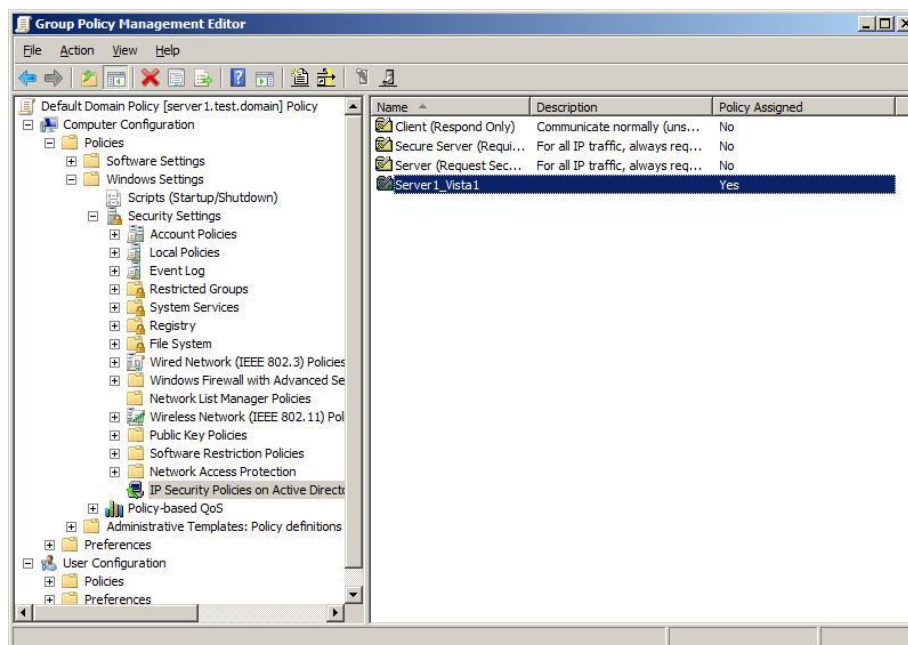 Group Policy Management Editor
File Action View Help
Default Domain Policy [server1.test.domain] Policy
Computer Configuration
Policies
Software Settings
Windows Settings
Scripts (Startup/Shutdown)
Security Settings
Account Policies
Local Policies
Event Log
Restricted Groups
System Services
Registry
File System
Wired Network (IEEE 802.3) Policies
Windows Firewall with Advanced Se
Network List Manager Policies
Wireless Network (IEEE 802.11) Pol
Public Key Policies
Software Restriction Policies
Network Access Protection
IP Security Policies on Active Directo
Policy-based QoS
Administrative Templates: Policy definitions
Preferences
User Configuration
Policies
Preferences
Name Description Policy Assigned
Client (Respond Only) Communicate normally (uns... No
Secure Server (Requi... For all IP traffic, always req... No
Server (Request Sec... For all IP traffic, always req... No
Server1_Vista1 Yes